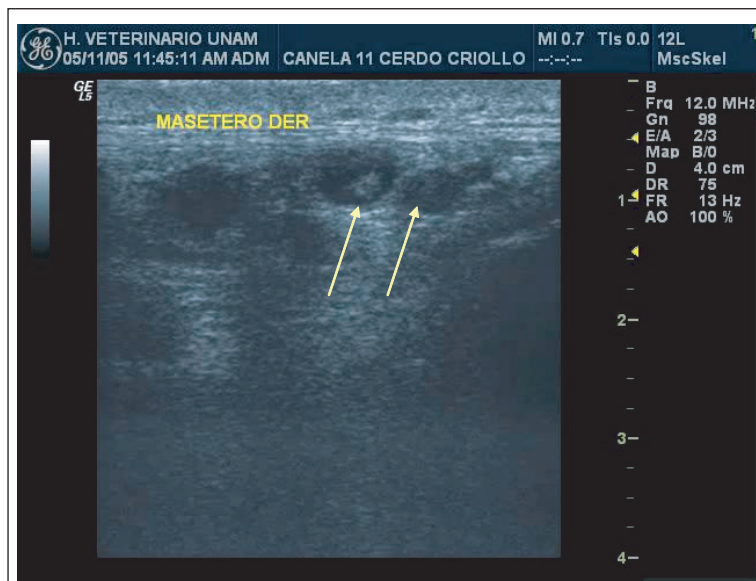 H. VETERINARIO UNAM
05/11/05 11:45:11 AM ADM
CANELA 11 CERDO CRIOLLO
MI 0.7 TIs 0.0
--:--:--
12L
MscSkel
GE
L5
MASETERO DER
B
Frq 12.0 MHz
Gn 98
E/A 2/3
Map B/0
D 4.0 cm
DR 75
FR 13 Hz
AO 100 %
1
2
3
4